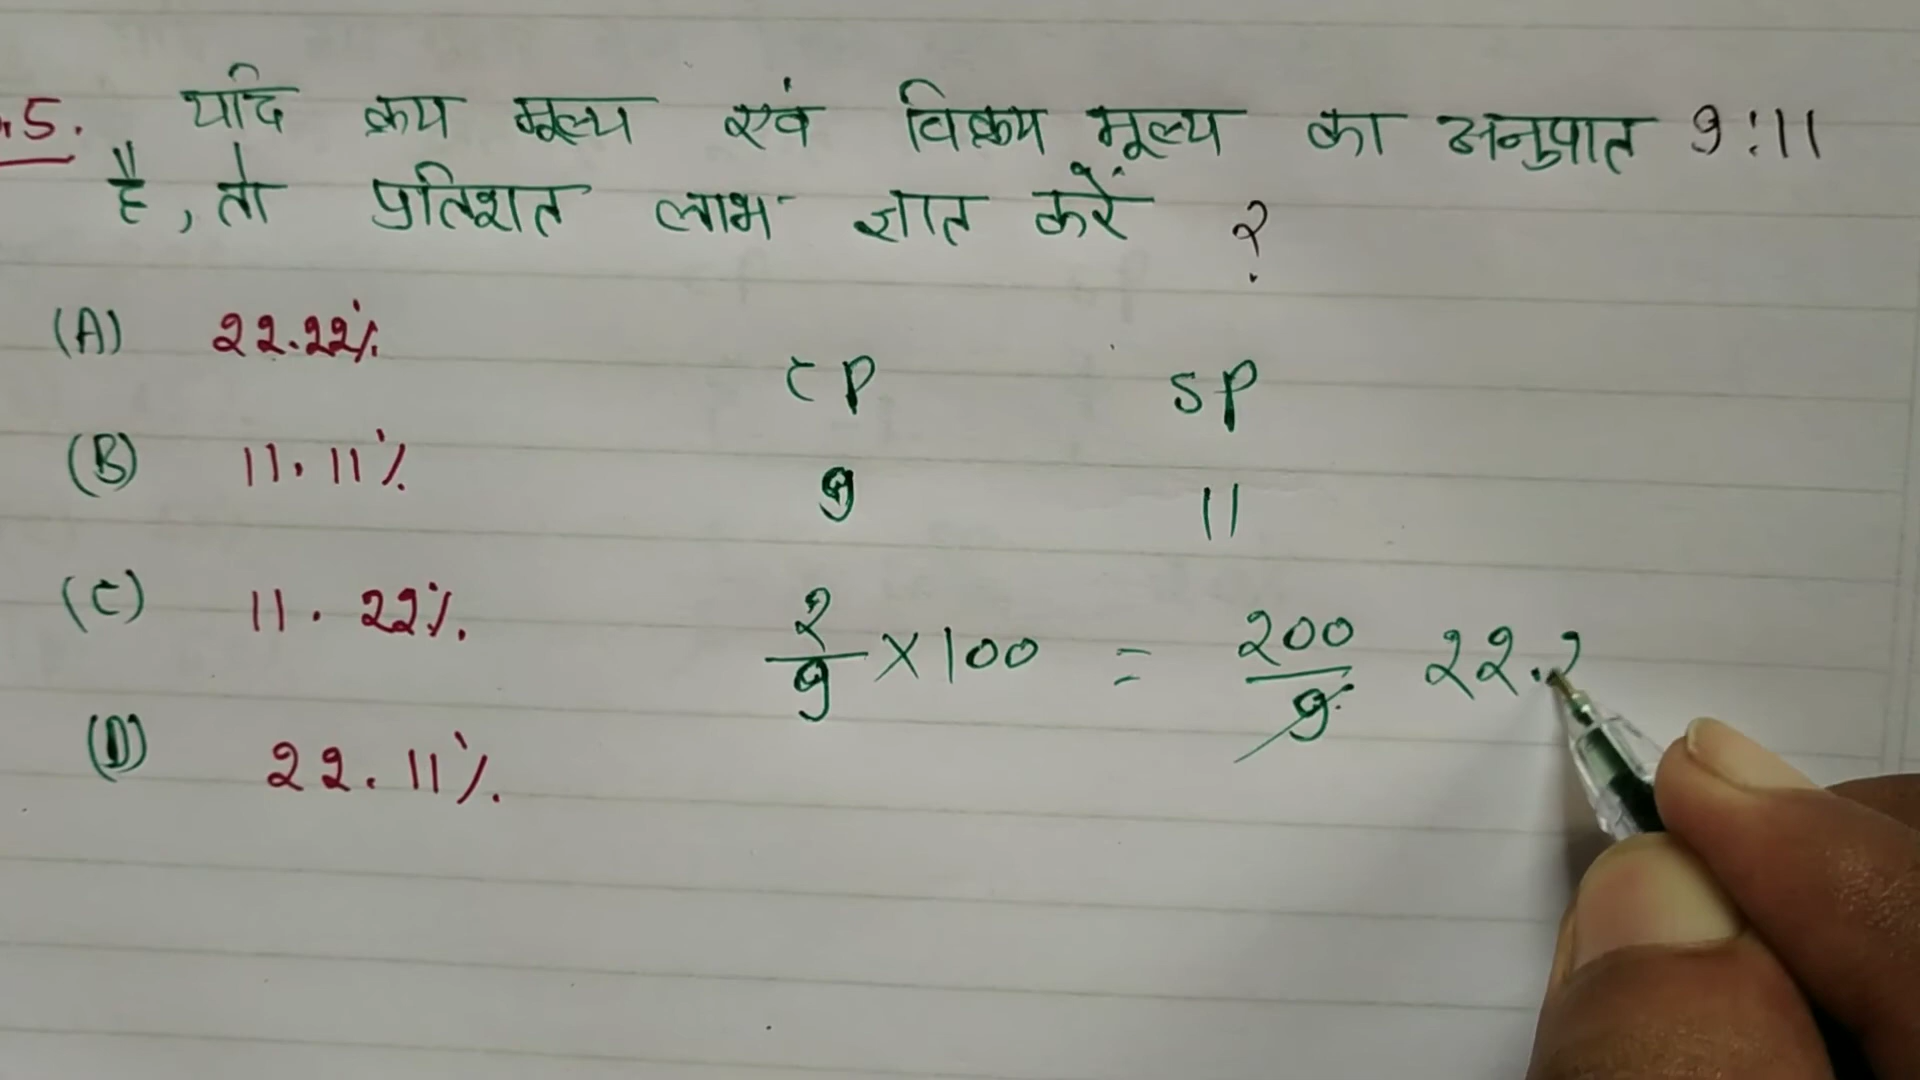 .5. यदि क्रय मूल्य एवं विक्रय मूल्य का अनुपात 9:11
है, तो प्रतिशत लाभ ज्ञात करें ?
(A) 22.22%
CP SP
(B) 11.11%
9 11
(C) 11.22%
2/9 × 100 = 200/9 22.2
(D) 22.11%